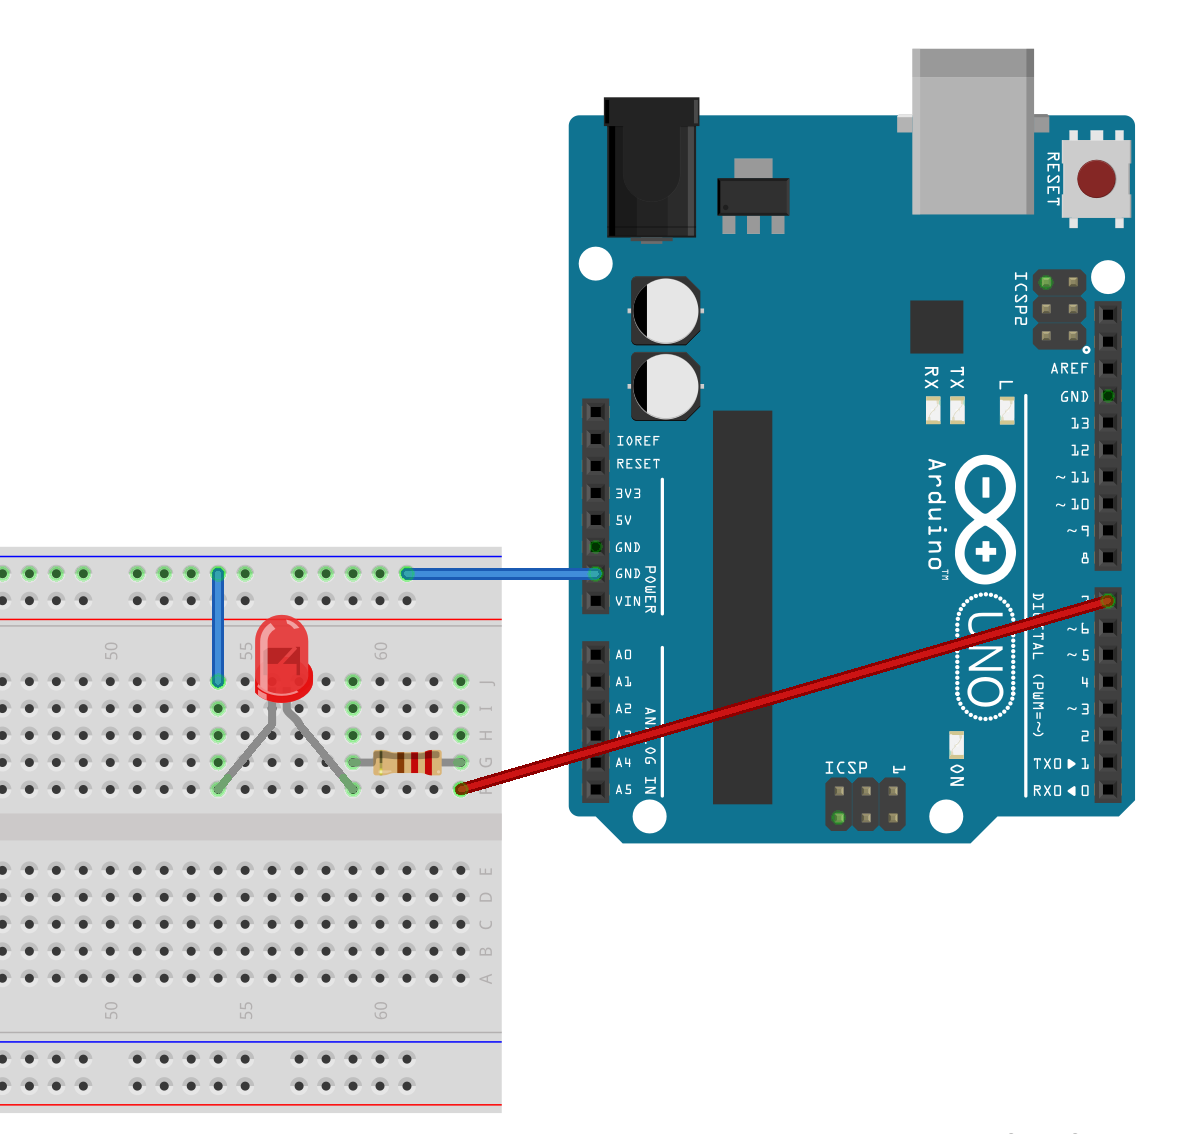 RESET
ICSP2
AREF
GND
13
12
~11
~10
~9
8
RX
TX
L
IOREF
RESET
3V3
5V
GND
GND
VIN
POWER
Arduino™
UNO
~6
~5
4
~3
2
TX0▶1
RX0◀0
DIGITAL (PWM=~)
A0
A1
A2
A3
A4
A5
ANALOG IN
ICSP
1
ON
50
55
60
J
I
H
G
F
E
D
C
B
A
50
55
60